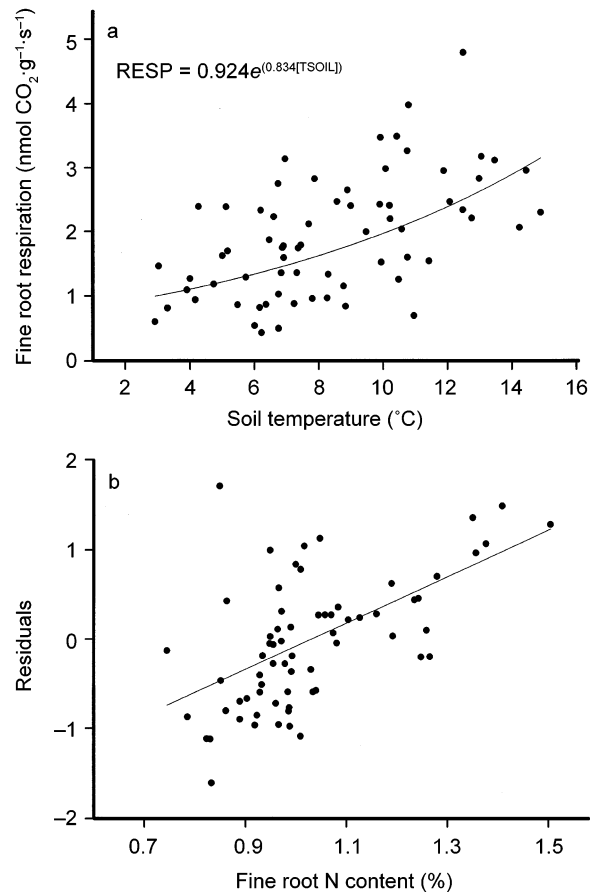 a
RESP = 0.924e^(0.834[TSOIL])
Fine root respiration (nmol CO₂·g⁻¹·s⁻¹)
5
4
3
2
1
0
2 4 6 8 10 12 14 16
Soil temperature (˚C)
b
Residuals
2
1
0
–1
–2
0.7 0.9 1.1 1.3 1.5
Fine root N content (%)